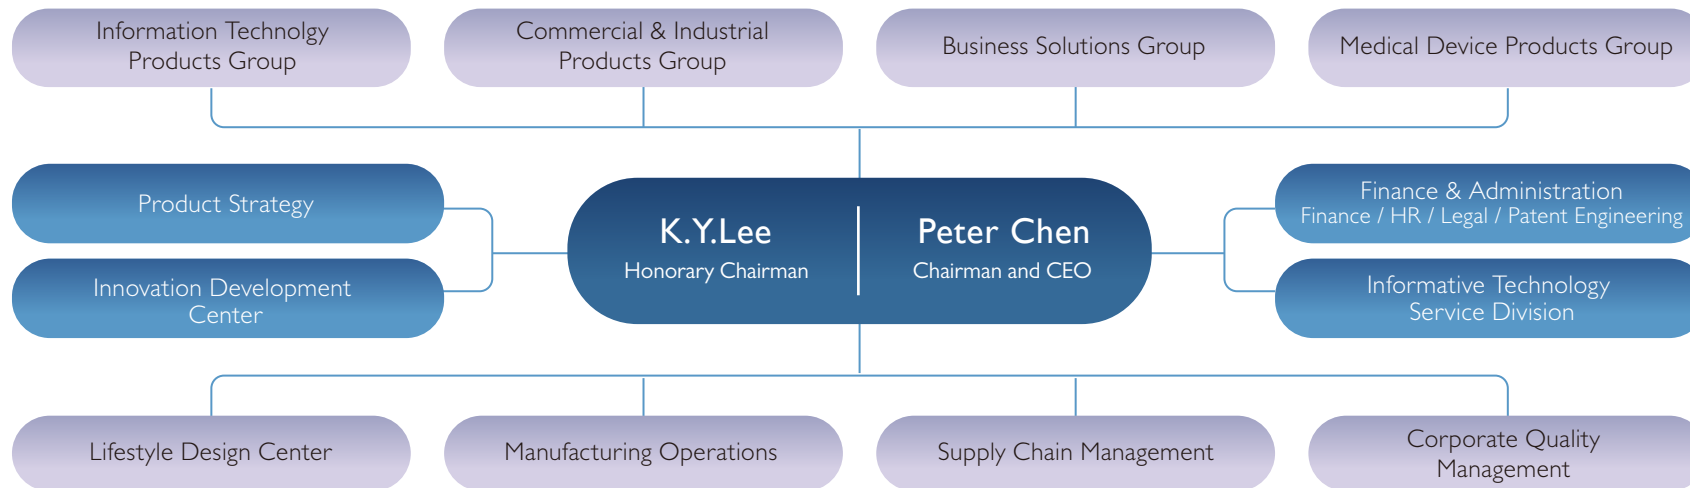 Information Technolgy
Products Group
Commercial & Industrial
Products Group
Business Solutions Group
Medical Device Products Group
Product Strategy
Innovation Development
Center
K.Y.Lee
Honorary Chairman
Peter Chen
Chairman and CEO
Finance & Administration
Finance / HR / Legal / Patent Engineering
Informative Technology
Service Division
Lifestyle Design Center
Manufacturing Operations
Supply Chain Management
Corporate Quality
Management